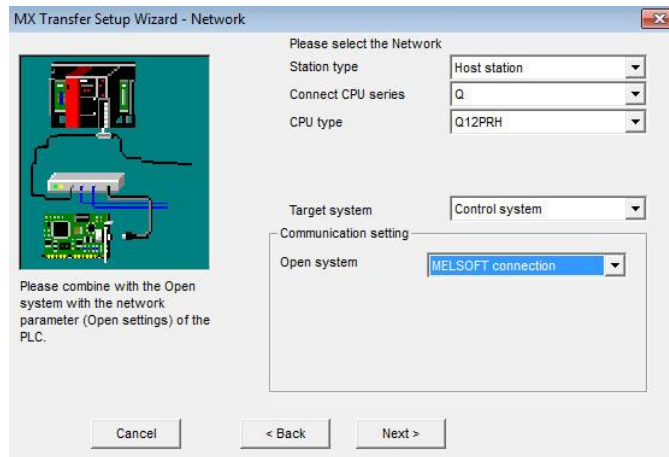 MX Transfer Setup Wizard - Network
Please select the Network
Station type Host station
Connect CPU series Q
CPU type Q12PRH
Target system Control system
Communication setting
Open system MELSOFT connection
Please combine with the Open
system with the network
parameter (Open settings) of the
PLC.
Cancel < Back Next >